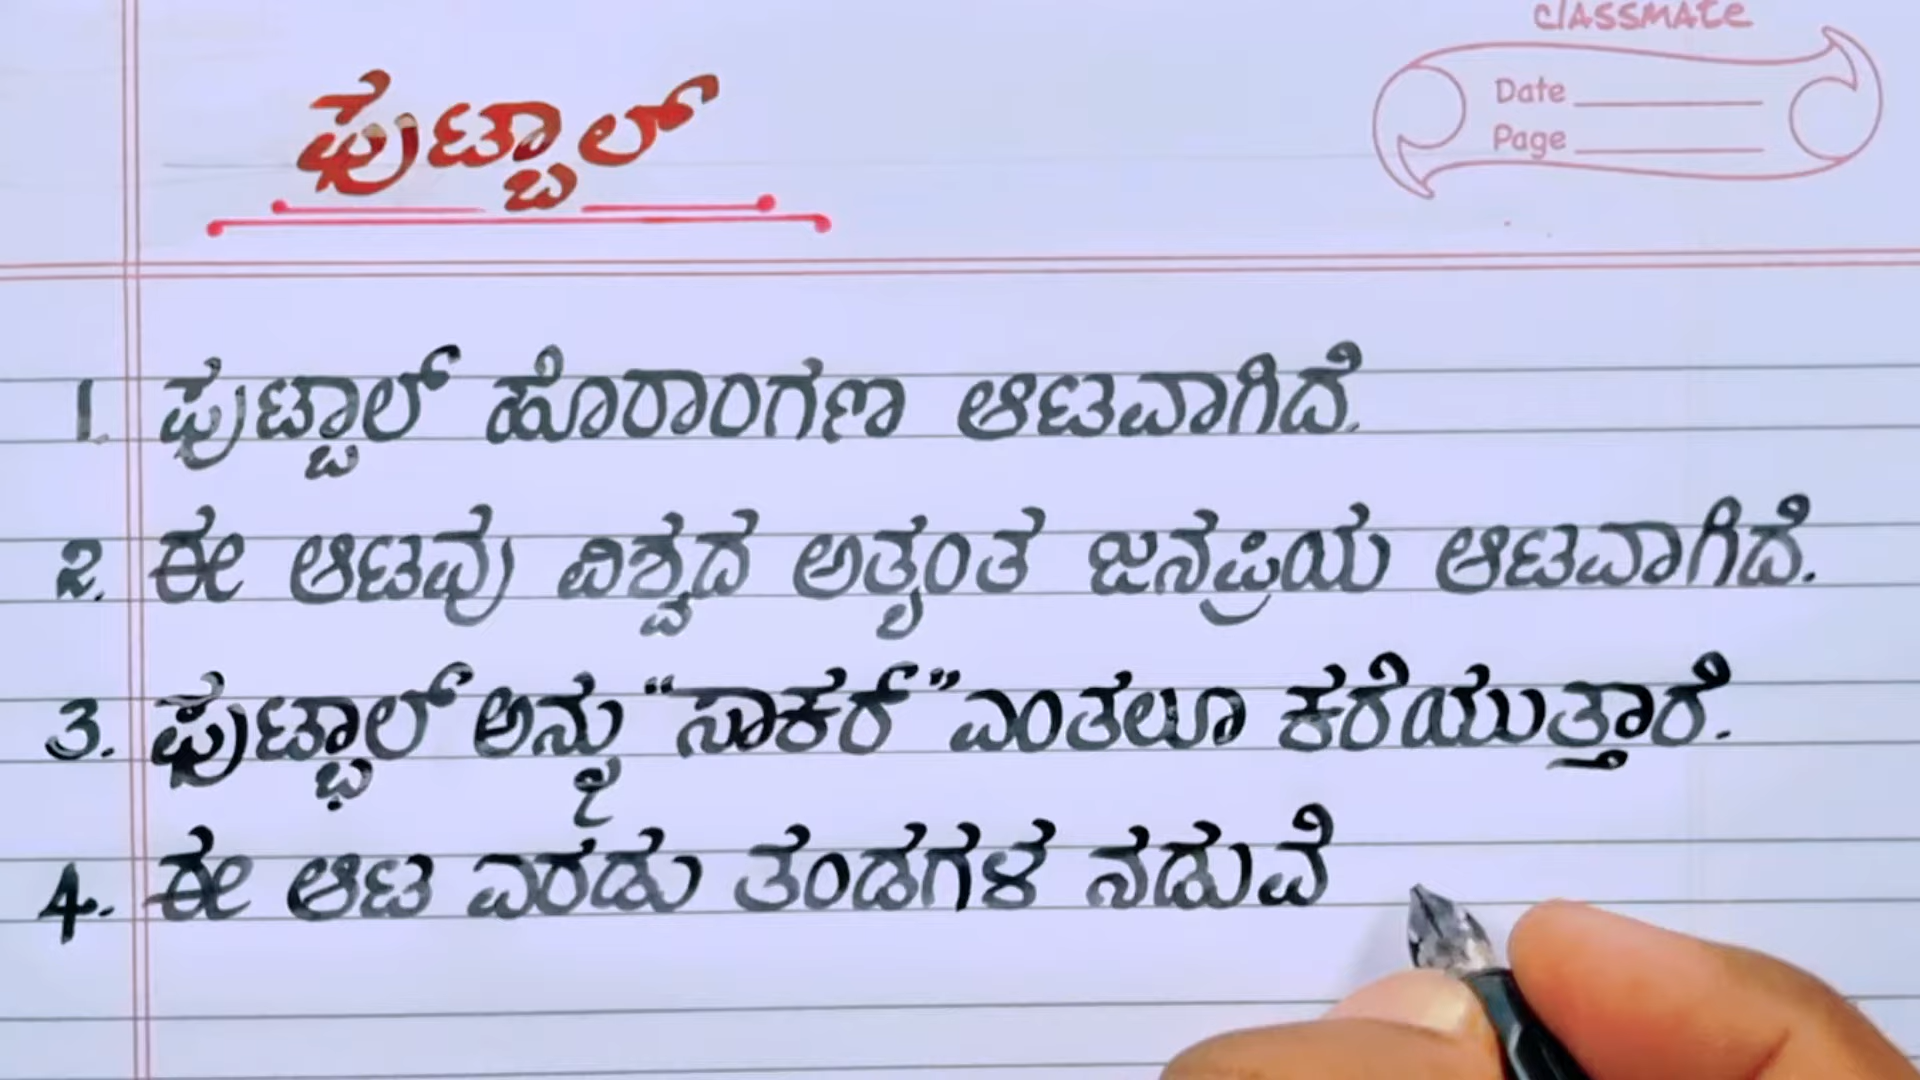 classmate
Date
Page
ಫುಟ್ಬಾಲ್
1. ಫುಟ್ಬಾಲ್ ಹೊರಾಂಗಣ ಆಟವಾಗಿದೆ.
2. ಈ ಆಟವು ವಿಶ್ವದ ಅತ್ಯಂತ ಜನಪ್ರಿಯ ಆಟವಾಗಿದೆ.
3. ಫುಟ್ಭಾಲ್ ಅನ್ನು "ಸಾಕರ್" ಎಂತಲೂ ಕರೆಯುತ್ತಾರೆ.
4. ಈ ಆಟ ಎರಡು ತಂಡಗಳ ನಡುವೆ